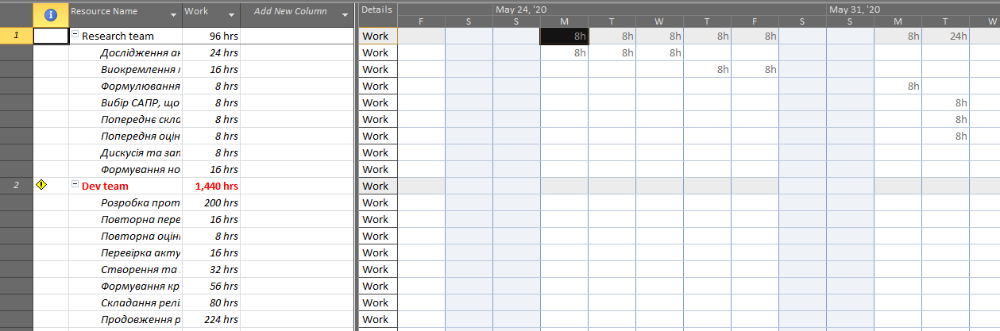 Resource Name Work Add New Column Details May 24, '20 May 31, '20
F S S M T W T F S S M T W
1 Research team 96 hrs Work 8h 8h 8h 8h 8h 8h 24h
Дослідження ан 24 hrs Work 8h 8h 8h
Виокремлення 16 hrs Work 8h 8h
Формулювання 8 hrs Work 8h
Вибір САПР, що 8 hrs Work 8h
Попереднє скла 8 hrs Work 8h
Попередня оцін 8 hrs Work 8h
Дискусія та зат 8 hrs Work
Формування но 16 hrs Work
2 Dev team 1,440 hrs Work
Розробка прот 200 hrs Work
Повторна пере 16 hrs Work
Повторна оцін 8 hrs Work
Перевірка акту 16 hrs Work
Створення та 32 hrs Work
Формування кр 56 hrs Work
Складання релі 80 hrs Work
Продовження р 224 hrs Work